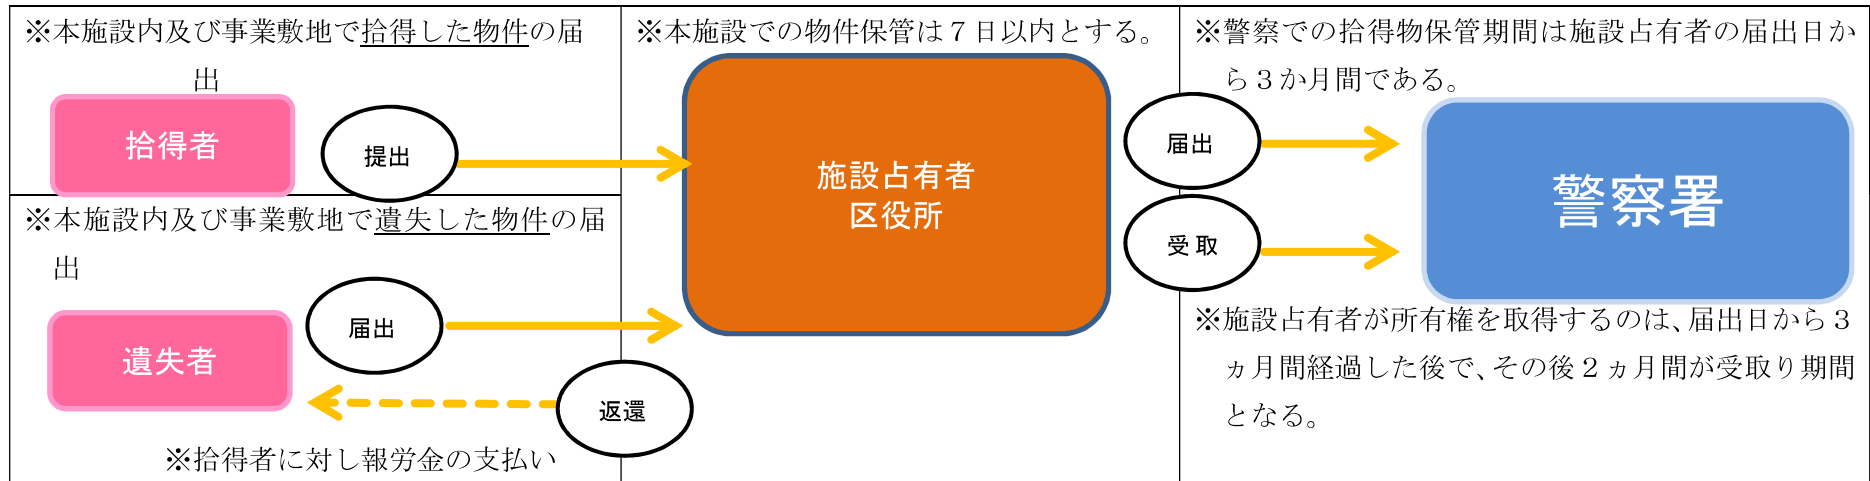 ※本施設内及び事業敷地で拾得した物件の届
出
拾得者
提出
※本施設内及び事業敷地で遺失した物件の届
出
遺失者
届出
返還
※拾得者に対し報労金の支払い
※本施設での物件保管は７日以内とする。
施設占有者
区役所
※警察での拾得物保管期間は施設占有者の届出日か
ら３か月間である。
届出
受取
警察署
※施設占有者が所有権を取得するのは、届出日から３
ヵ月間経過した後で、その後２ヵ月間が受取り期間
となる。